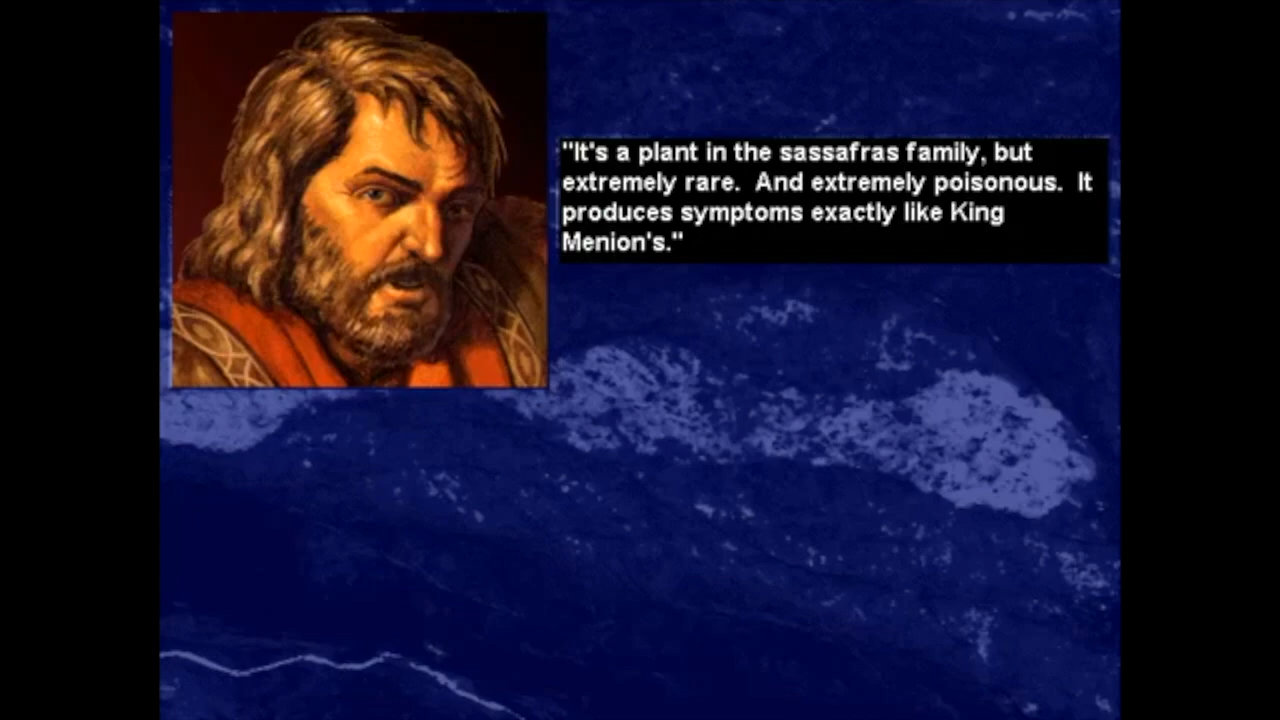 "It's a plant in the sassafras family, but
extremely rare.  And extremely poisonous.  It
produces symptoms exactly like King
Menion's."